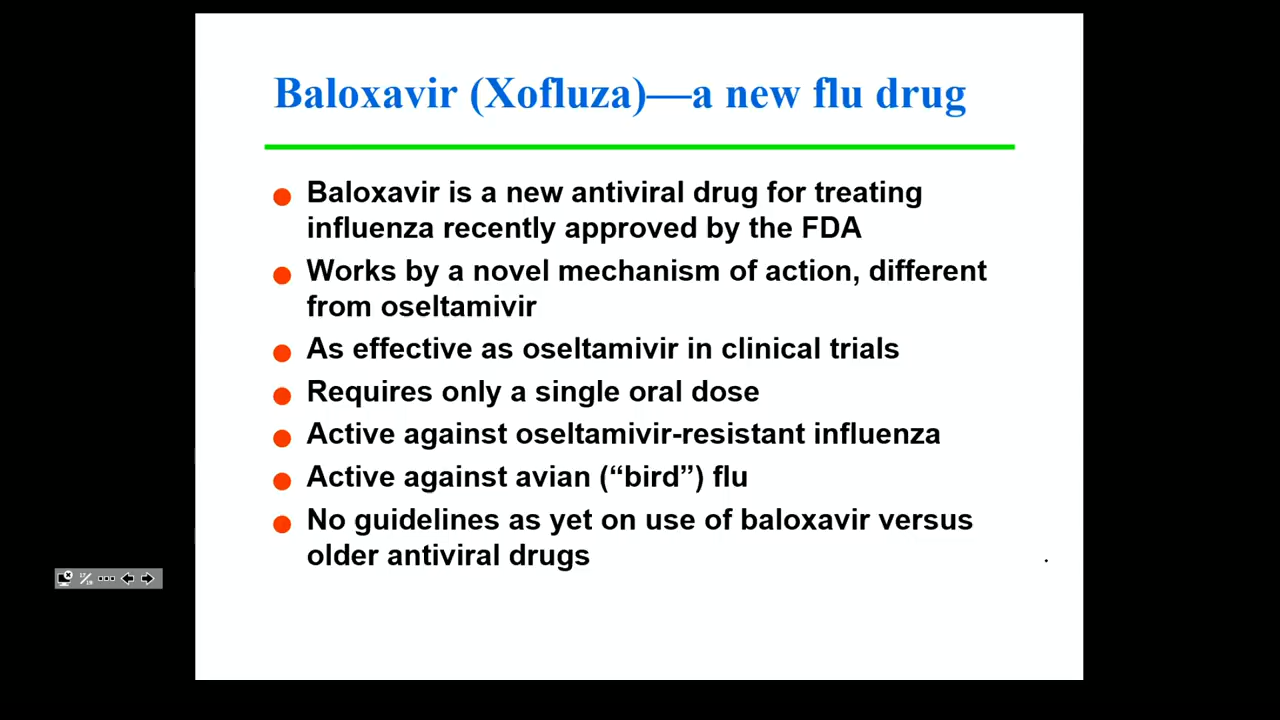 Baloxavir (Xofluza)—a new flu drug
Baloxavir is a new antiviral drug for treating
influenza recently approved by the FDA
Works by a novel mechanism of action, different
from oseltamivir
As effective as oseltamivir in clinical trials
Requires only a single oral dose
Active against oseltamivir-resistant influenza
Active against avian (“bird”) flu
No guidelines as yet on use of baloxavir versus
older antiviral drugs